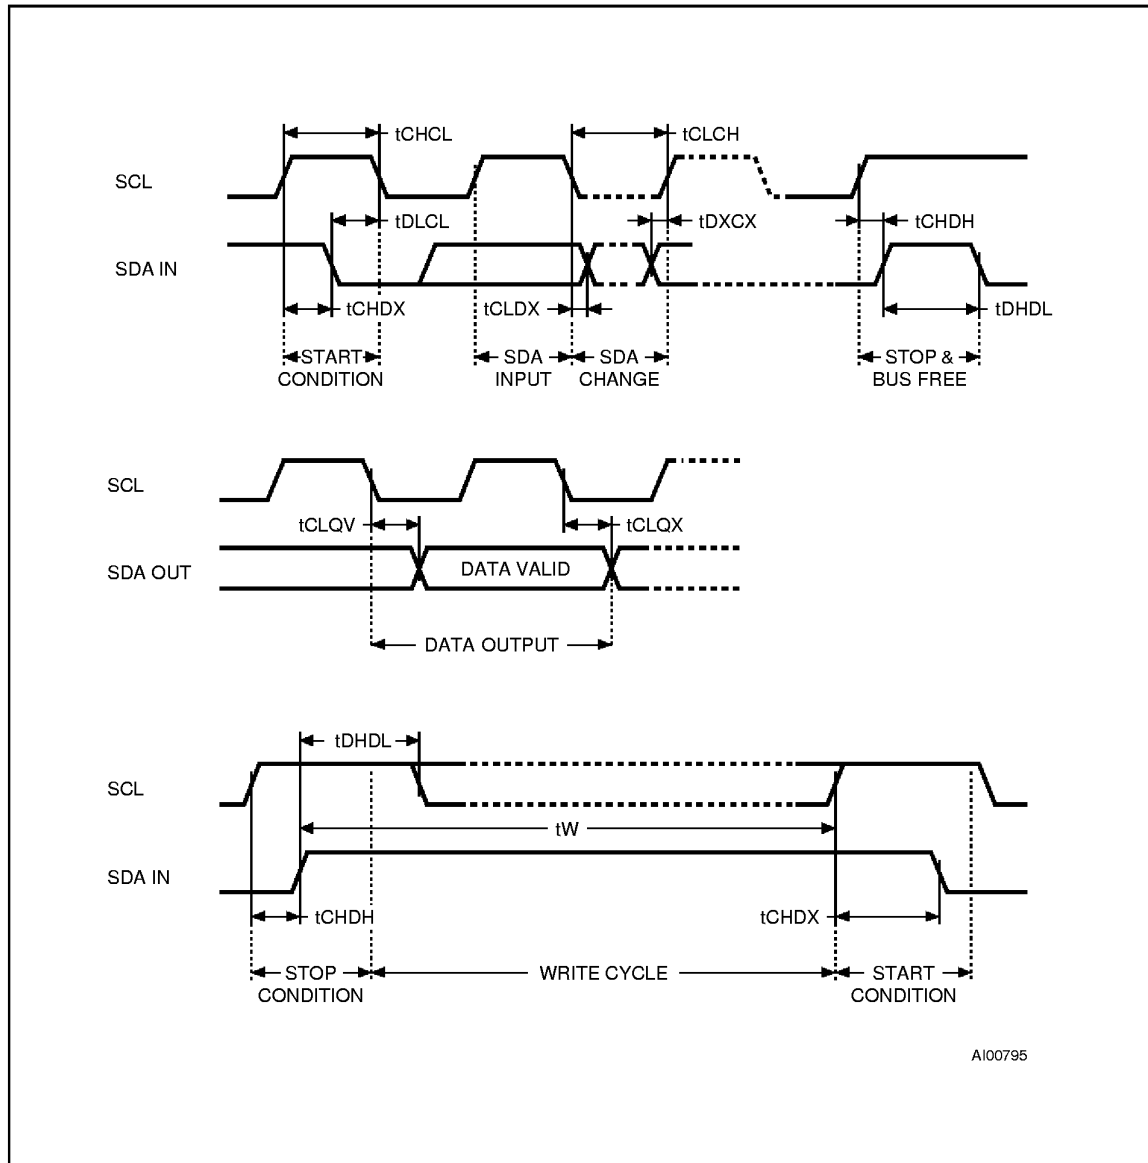 tCHCL
tCLCH
SCL
tDLCL
tDXCX
tCHDH
SDA IN
tCHDX
tCLDX
tDHDL
START
CONDITION
SDA
INPUT
SDA
CHANGE
STOP &
BUS FREE
SCL
tCLQV
tCLQX
SDA OUT
DATA VALID
DATA OUTPUT
tDHDL
SCL
tW
SDA IN
tCHDH
tCHDX
STOP
CONDITION
WRITE CYCLE
START
CONDITION
AI00795